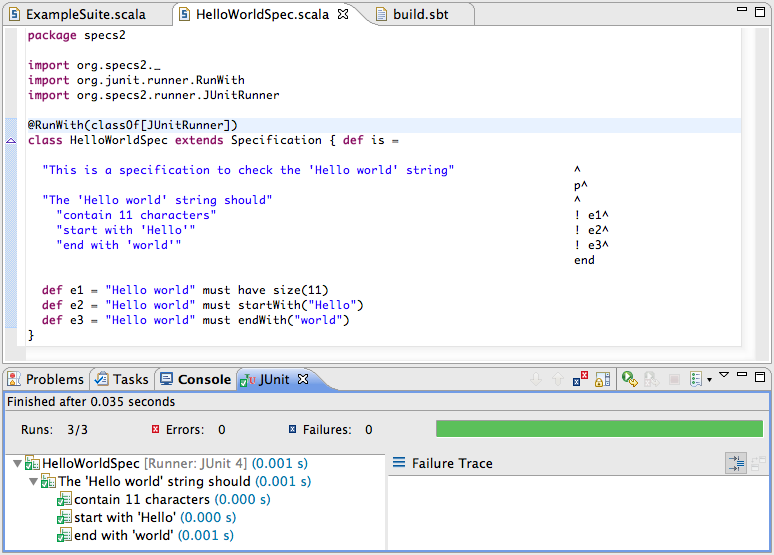 ExampleSuite.scala HelloWorldSpec.scala build.sbt
package specs2
import org.specs2._
import org.junit.runner.RunWith
import org.specs2.runner.JUnitRunner
@RunWith(classOf[JUnitRunner])
class HelloWorldSpec extends Specification { def is =
"This is a specification to check the 'Hello world' string" ^
p^
"The 'Hello world' string should" ^
"contain 11 characters" ! e1^
"start with 'Hello'" ! e2^
"end with 'world'" ! e3^
end
def e1 = "Hello world" must have size(11)
def e2 = "Hello world" must startWith("Hello")
def e3 = "Hello world" must endWith("world")
}
Problems Tasks Console JUnit
Finished after 0.035 seconds
Runs: 3/3 Errors: 0 Failures: 0
HelloWorldSpec [Runner: JUnit 4] (0.001 s) Failure Trace
The 'Hello world' string should (0.001 s)
contain 11 characters (0.000 s)
start with 'Hello' (0.000 s)
end with 'world' (0.001 s)